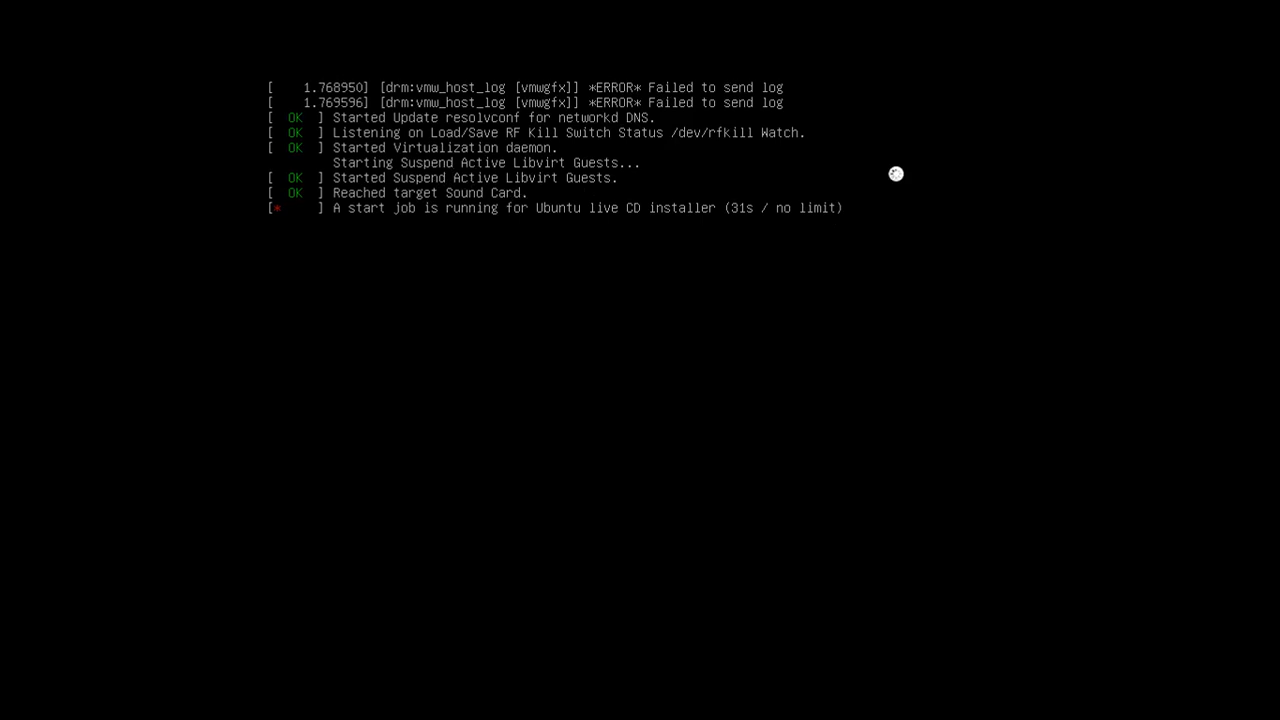 [    1.768950] [drm:vmw_host_log [vmwgfx]] *ERROR* Failed to send log
[    1.769596] [drm:vmw_host_log [vmwgfx]] *ERROR* Failed to send log
[  OK  ] Started Update resolvconf for networkd DNS.
[  OK  ] Listening on Load/Save RF Kill Switch Status /dev/rfkill Watch.
[  OK  ] Started Virtualization daemon.
Starting Suspend Active Libvirt Guests...
[  OK  ] Started Suspend Active Libvirt Guests.
[  OK  ] Reached target Sound Card.
[*     ] A start job is running for Ubuntu live CD installer (31s / no limit)